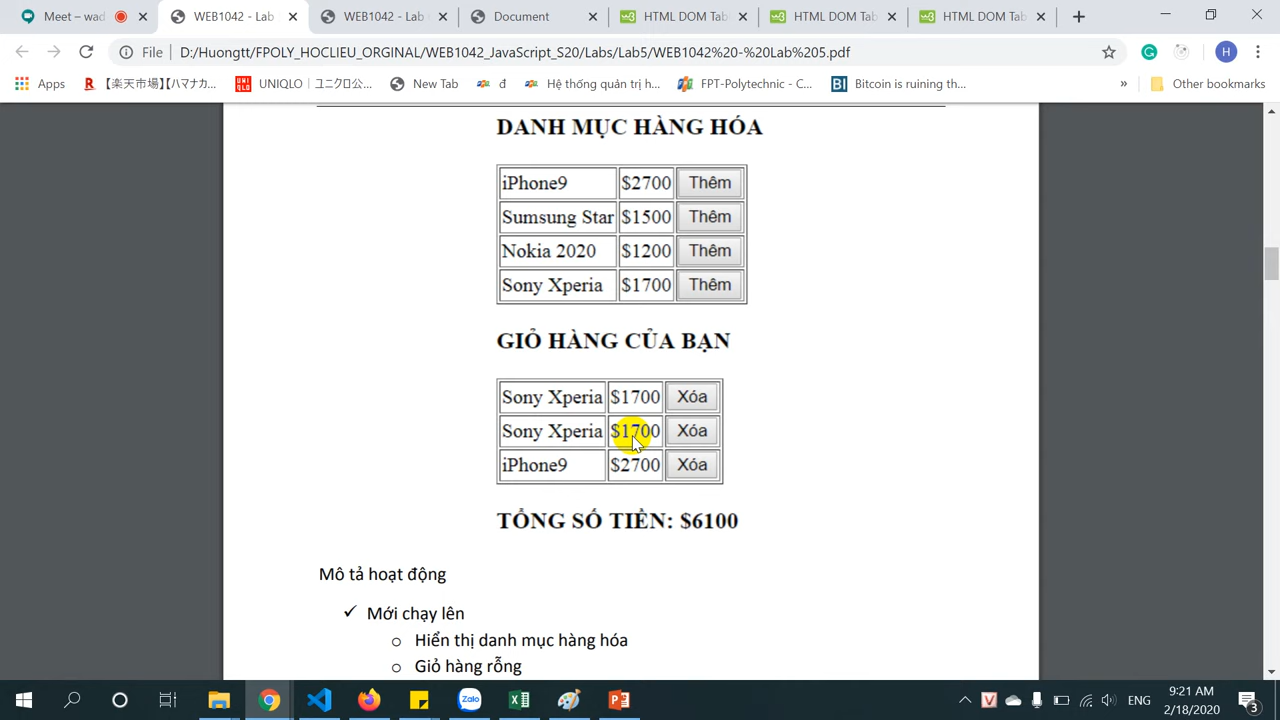 Meet – wad
WEB1042 - Lab
WEB1042 - Lab
Document
HTML DOM Tab
HTML DOM Tab
HTML DOM Tab
File
D:/Huongtt/FPOLY_HOCLIEU_ORGINAL/WEB1042_JavaScript_S20/Labs/Lab5/WEB1042%20-%20Lab%205.pdf
H
Apps
【楽天市場】【ハマナカ...
UNIQLO｜ユニクロ公...
New Tab
đ
Hệ thống quản trị h...
FPT-Polytechnic - C...
Bitcoin is ruining th...
»
Other bookmarks
DANH MỤC HÀNG HÓA
iPhone9 $2700 Thêm
Sumsung Star $1500 Thêm
Nokia 2020 $1200 Thêm
Sony Xperia $1700 Thêm
GIỎ HÀNG CỦA BẠN
Sony Xperia $1700 Xóa
Sony Xperia $1700 Xóa
iPhone9 $2700 Xóa
TỔNG SỐ TIỀN: $6100
Mô tả hoạt động
✓ Mới chạy lên
o Hiển thị danh mục hàng hóa
o Giỏ hàng rỗng
Zalo
ENG
9:21 AM
2/18/2020
3